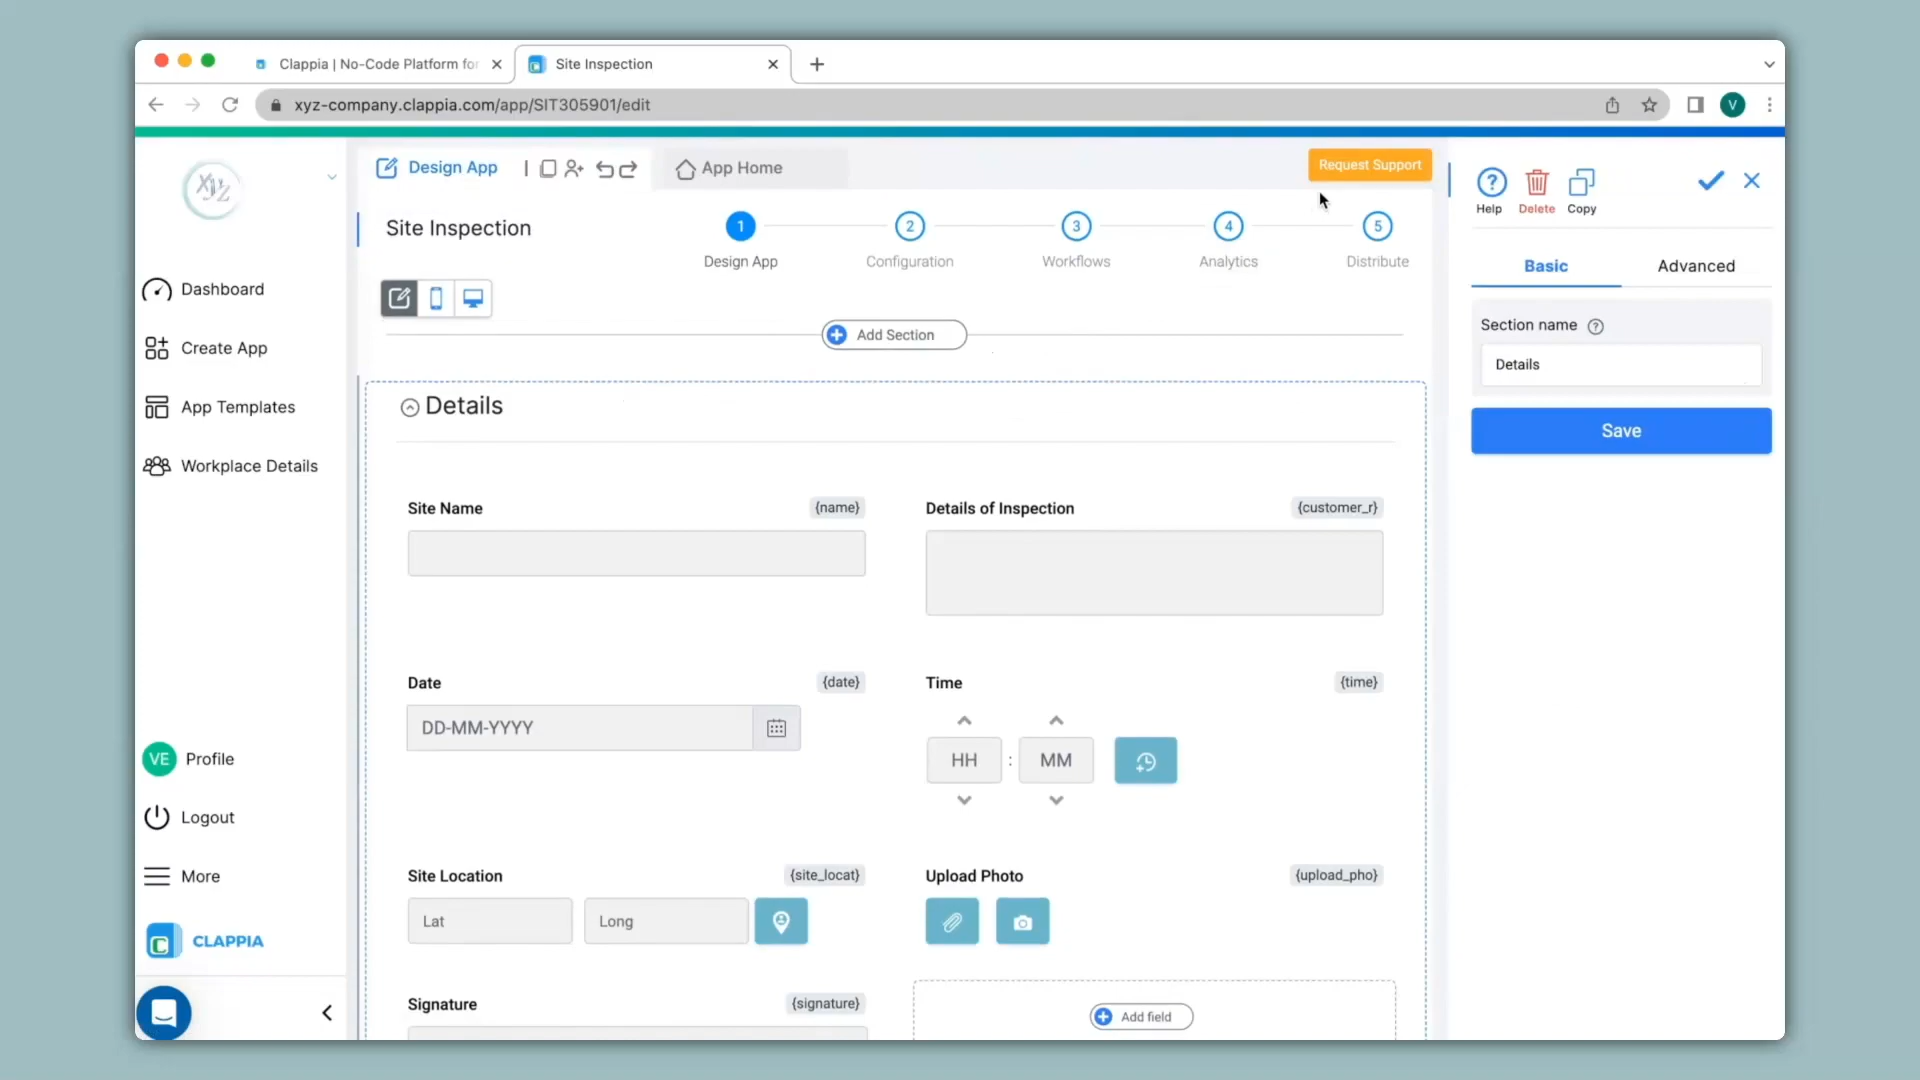 Clappia | No-Code Platform for
Site Inspection
xyz-company.clappia.com/app/SIT305901/edit
V
XYZ
Design App
App Home
Request Support
Help
Delete
Copy
Site Inspection
1
2
3
4
5
Design App
Configuration
Workflows
Analytics
Distribute
Basic
Advanced
Dashboard
Create App
App Templates
Workplace Details
Add Section
Section name
Details
Save
Details
Site Name
{name}
Details of Inspection
{customer_r}
Date
{date}
DD-MM-YYYY
Time
{time}
HH : MM
VE
Profile
Logout
More
CLAPPIA
Site Location
{site_locat}
Lat
Long
Upload Photo
{upload_pho}
Signature
{signature}
Add field